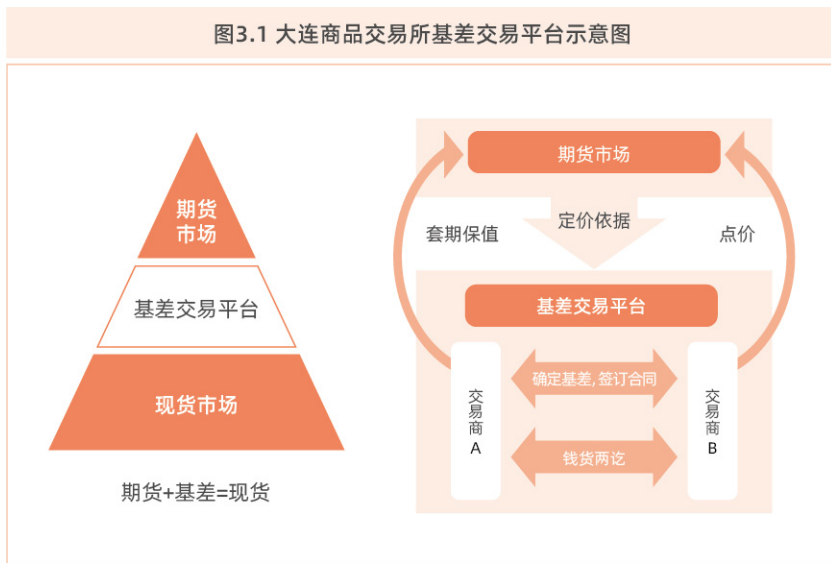 图3.1 大连商品交易所基差交易平台示意图
期货
市场
基差交易平台
现货市场
期货+基差=现货
期货市场
套期保值
定价依据
点价
基差交易平台
确定基差,签订合同
交易商A
交易商B
钱货两讫